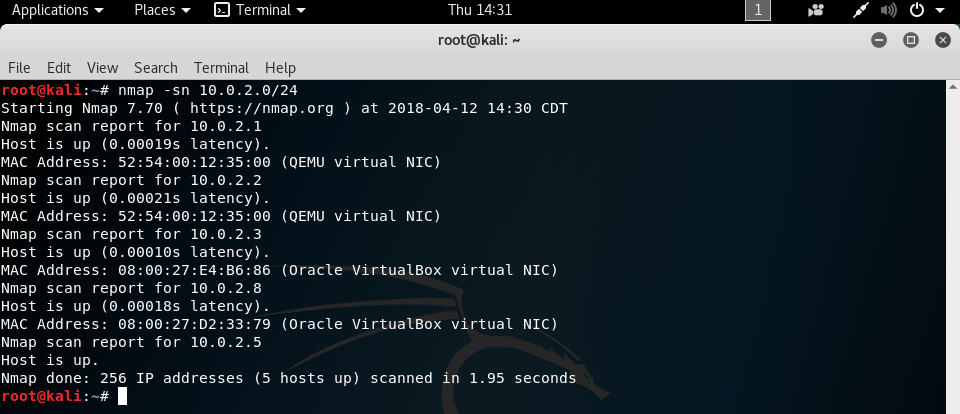 Applications Places Terminal Thu 14:31 1
root@kali: ~
File Edit View Search Terminal Help
root@kali:~# nmap -sn 10.0.2.0/24
Starting Nmap 7.70 ( https://nmap.org ) at 2018-04-12 14:30 CDT
Nmap scan report for 10.0.2.1
Host is up (0.00019s latency).
MAC Address: 52:54:00:12:35:00 (QEMU virtual NIC)
Nmap scan report for 10.0.2.2
Host is up (0.00021s latency).
MAC Address: 52:54:00:12:35:00 (QEMU virtual NIC)
Nmap scan report for 10.0.2.3
Host is up (0.00010s latency).
MAC Address: 08:00:27:E4:B6:86 (Oracle VirtualBox virtual NIC)
Nmap scan report for 10.0.2.8
Host is up (0.00018s latency).
MAC Address: 08:00:27:D2:33:79 (Oracle VirtualBox virtual NIC)
Nmap scan report for 10.0.2.5
Host is up.
Nmap done: 256 IP addresses (5 hosts up) scanned in 1.95 seconds
root@kali:~#